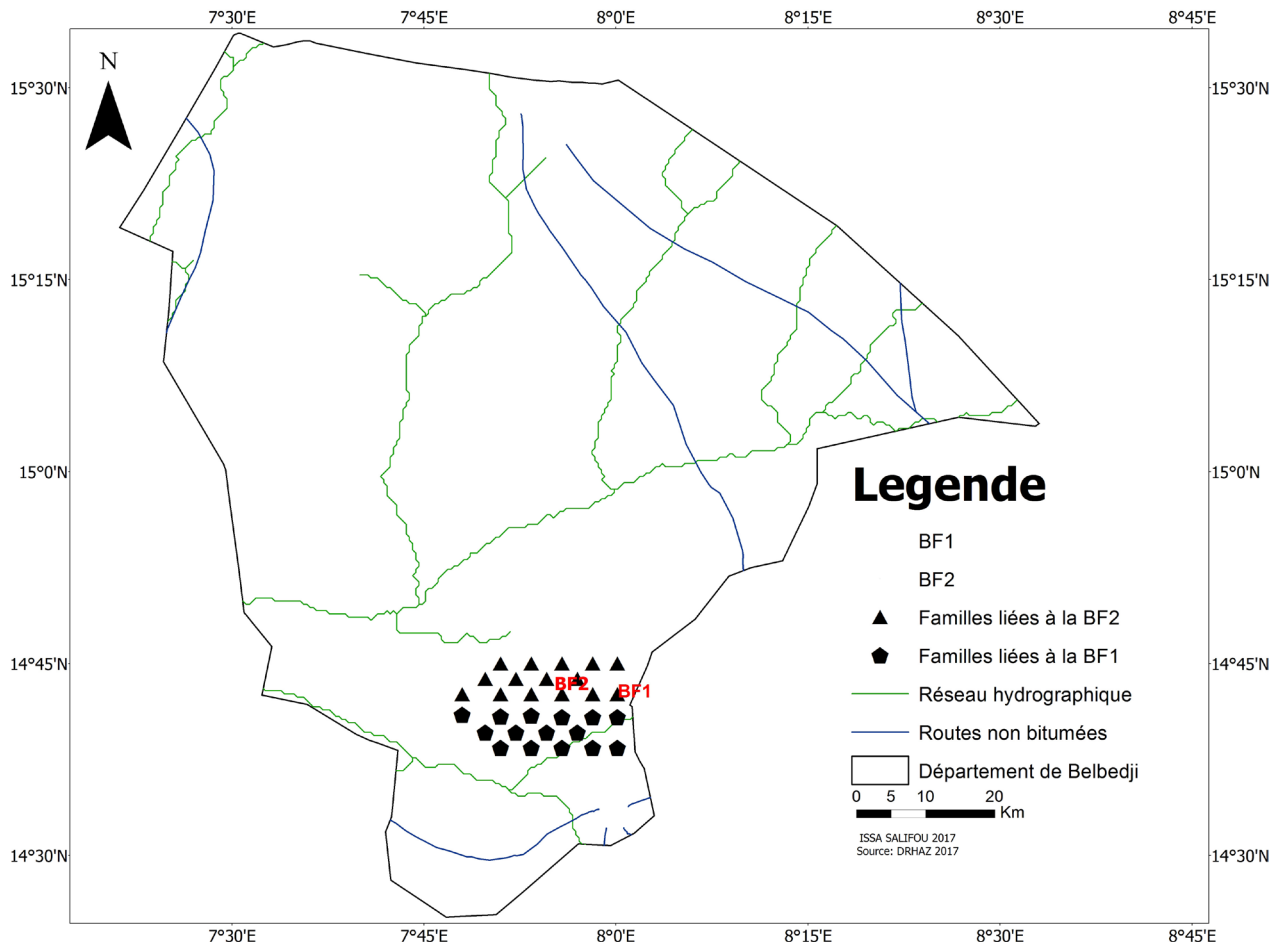 7°30'E 7°45'E 8°0'E 8°15'E 8°30'E 8°45'E
N
15°30'N 15°30'N
15°15'N 15°15'N
15°0'N 15°0'N
Legende
BF1
BF2
Familles liées à la BF2
Familles liées à la BF1
14°45'N 14°45'N
BF2 BF1
Réseau hydrographique
Routes non bitumées
Département de Belbedji
0 5 10 20
Km
ISSA SALIFOU 2017
Source: DRHAZ 2017
14°30'N 14°30'N
7°30'E 7°45'E 8°0'E 8°15'E 8°30'E 8°45'E